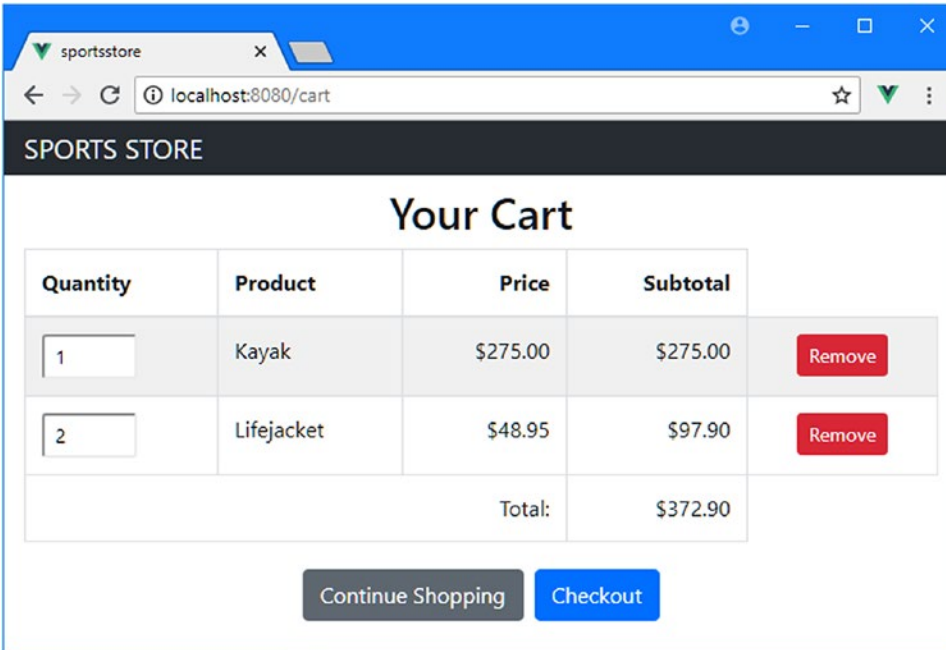 sportsstore
localhost:8080/cart
SPORTS STORE
Your Cart
Quantity Product Price Subtotal
1 Kayak $275.00 $275.00 Remove
2 Lifejacket $48.95 $97.90 Remove
Total: $372.90
Continue Shopping Checkout